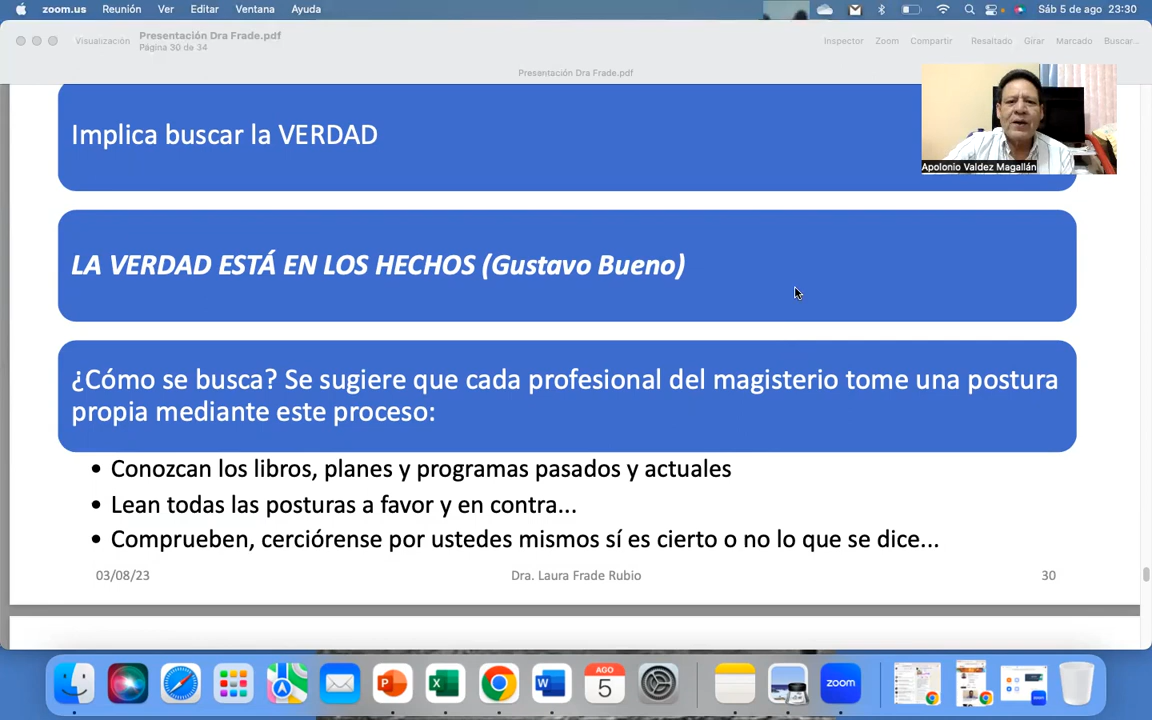 zoom.us Reunión Ver Editar Ventana Ayuda Sáb 5 de ago 23:30
Visualización Presentación Dra Frade.pdf
Página 30 de 34
Inspector Zoom Compartir Resaltado Girar Marcado Buscar...
Presentación Dra Frade.pdf
Implica buscar la VERDAD
Apolonio Valdez Magallán
LA VERDAD ESTÁ EN LOS HECHOS (Gustavo Bueno)
¿Cómo se busca? Se sugiere que cada profesional del magisterio tome una postura
propia mediante este proceso:
• Conozcan los libros, planes y programas pasados y actuales
• Lean todas las posturas a favor y en contra...
• Comprueben, cerciórense por ustedes mismos sí es cierto o no lo que se dice...
03/08/23 Dra. Laura Frade Rubio 30
AGO
5
P X W zoom